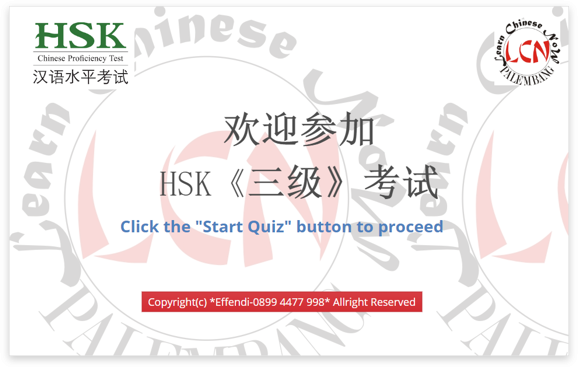 HSK
Chinese Proficiency Test
汉语水平考试
Learn Chinese Now
LCN
PALEMBANG
欢迎参加
HSK《三级》考试
Click the "Start Quiz" button to proceed
Copyright(c) *Effendi-0899 4477 998* Allright Reserved